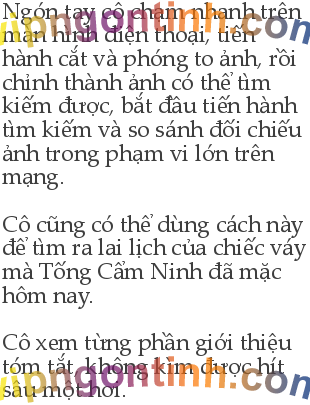 Ngón tay cô chạm nhanh trên
màn hình điện thoại, tiến
hành cắt và phóng to ảnh, rồi
chỉnh thành ảnh có thể tìm
kiếm được, bắt đầu tiến hành
tìm kiếm và so sánh đối chiếu
ảnh trong phạm vi lớn trên
mạng.
Cô cũng có thể dùng cách này
để tìm ra lai lịch của chiếc váy
mà Tống Cẩm Ninh đã mặc
hôm nay.
Cô xem từng phần giới thiệu
tóm tắt, không kìm được hít
sâu một hơi.
vipngontinh.com
vipngontinh.com